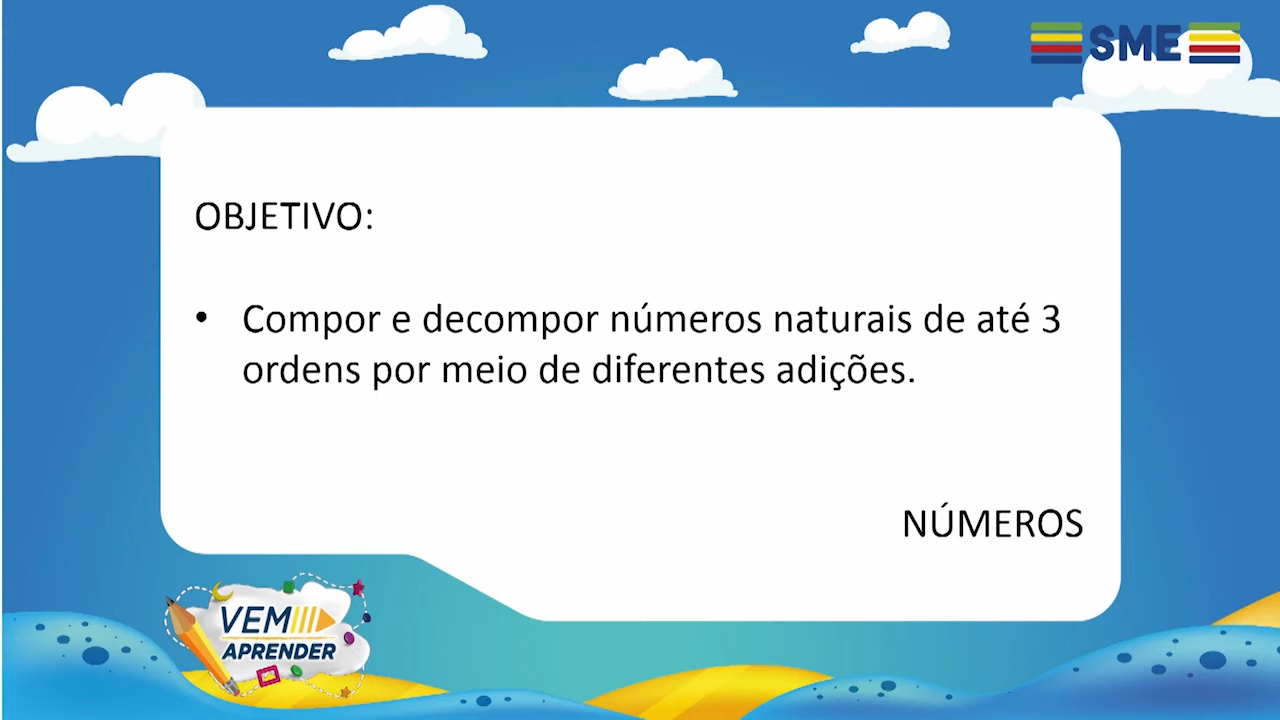 SME
OBJETIVO:
• Compor e decompor números naturais de até 3
ordens por meio de diferentes adições.
NÚMEROS
VEM
APRENDER